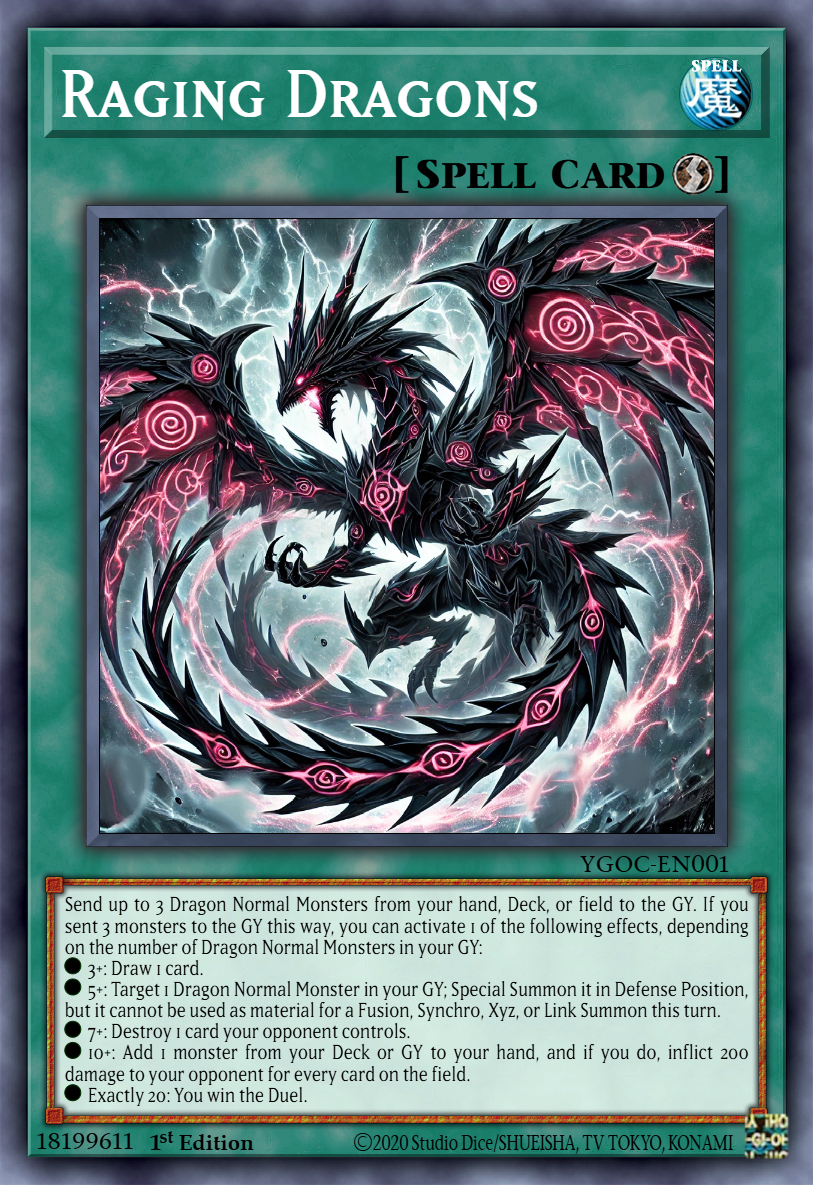 Raging Dragons
SPELL
魔
[Spell Card]
YGOC-EN001
Send up to 3 Dragon Normal Monsters from your hand, Deck, or field to the GY. If you
sent 3 monsters to the GY this way, you can activate 1 of the following effects, depending
on the number of Dragon Normal Monsters in your GY:
● 3+: Draw 1 card.
● 5+: Target 1 Dragon Normal Monster in your GY; Special Summon it in Defense Position,
but it cannot be used as material for a Fusion, Synchro, Xyz, or Link Summon this turn.
● 7+: Destroy 1 card your opponent controls.
● 10+: Add 1 monster from your Deck or GY to your hand, and if you do, inflict 200
damage to your opponent for every card on the field.
● Exactly 20: You win the Duel.
18199611 1st Edition ©2020 Studio Dice/SHUEISHA, TV TOKYO, KONAMI